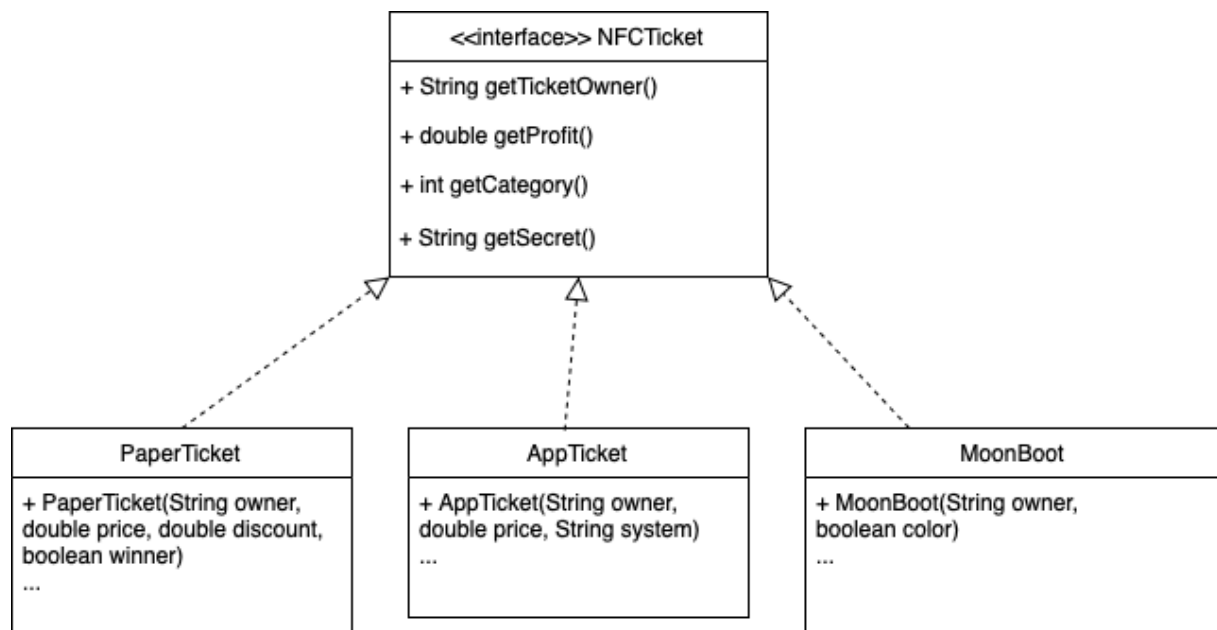 <<interface>> NFCTicket
+ String getTicketOwner()
+ double getProfit()
+ int getCategory()
+ String getSecret()
PaperTicket
+ PaperTicket(String owner,
double price, double discount,
boolean winner)
...
AppTicket
+ AppTicket(String owner,
double price, String system)
...
MoonBoot
+ MoonBoot(String owner,
boolean color)
...